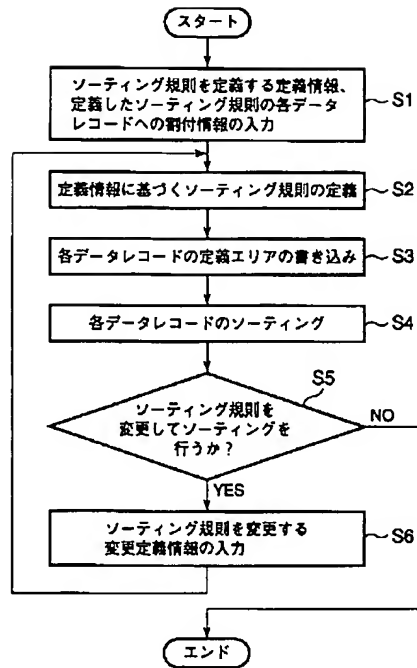 スタート
ソーティング規則を定義する定義情報、
定義したソーティング規則の各データ
レコードへの割付情報の入力
S1
定義情報に基づくソーティング規則の定義
S2
各データレコードの定義エリアの書き込み
S3
各データレコードのソーティング
S4
S5
ソーティング規則を
変更してソーティングを
行うか？
NO
YES
ソーティング規則を変更する
変更定義情報の入力
S6
エンド